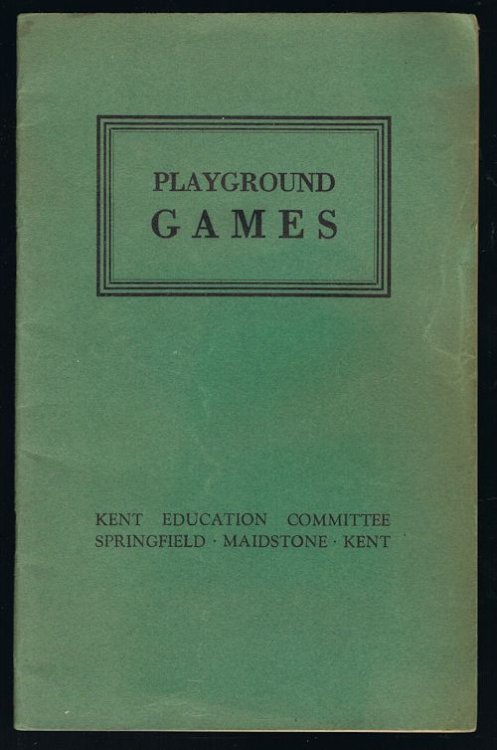 PLAYGROUND
GAMES
KENT EDUCATION COMMITTEE
SPRINGFIELD · MAIDSTONE · KENT